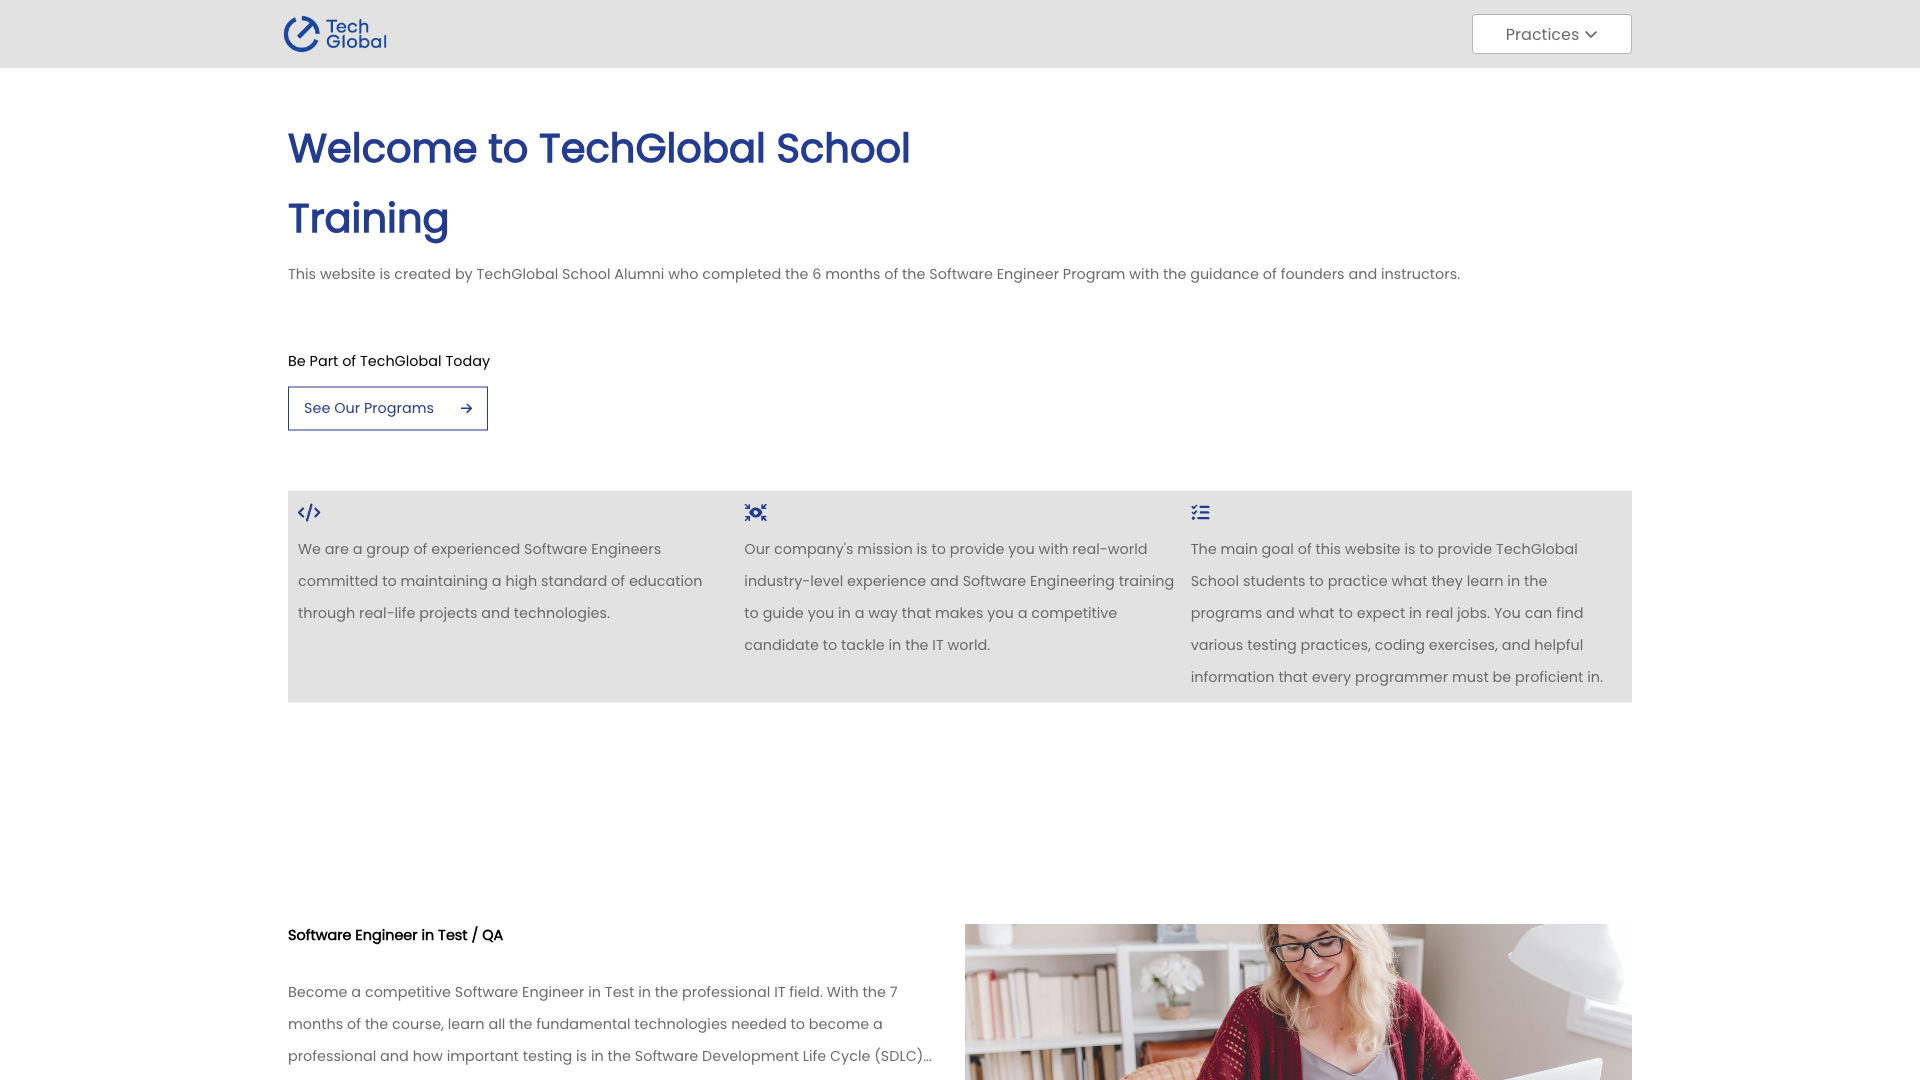 Tech
Global
Practices
Welcome to TechGlobal School
Training
This website is created by TechGlobal School Alumni who completed the 6 months of the Software Engineer Program with the guidance of founders and instructors.
Be Part of TechGlobal Today
See Our Programs
We are a group of experienced Software Engineers
committed to maintaining a high standard of education
through real-life projects and technologies.
Our company's mission is to provide you with real-world
industry-level experience and Software Engineering training
to guide you in a way that makes you a competitive
candidate to tackle in the IT world.
The main goal of this website is to provide TechGlobal
School students to practice what they learn in the
programs and what to expect in real jobs. You can find
various testing practices, coding exercises, and helpful
information that every programmer must be proficient in.
Software Engineer in Test / QA
Become a competitive Software Engineer in Test in the professional IT field. With the 7
months of the course, learn all the fundamental technologies needed to become a
professional and how important testing is in the Software Development Life Cycle (SDLC)...